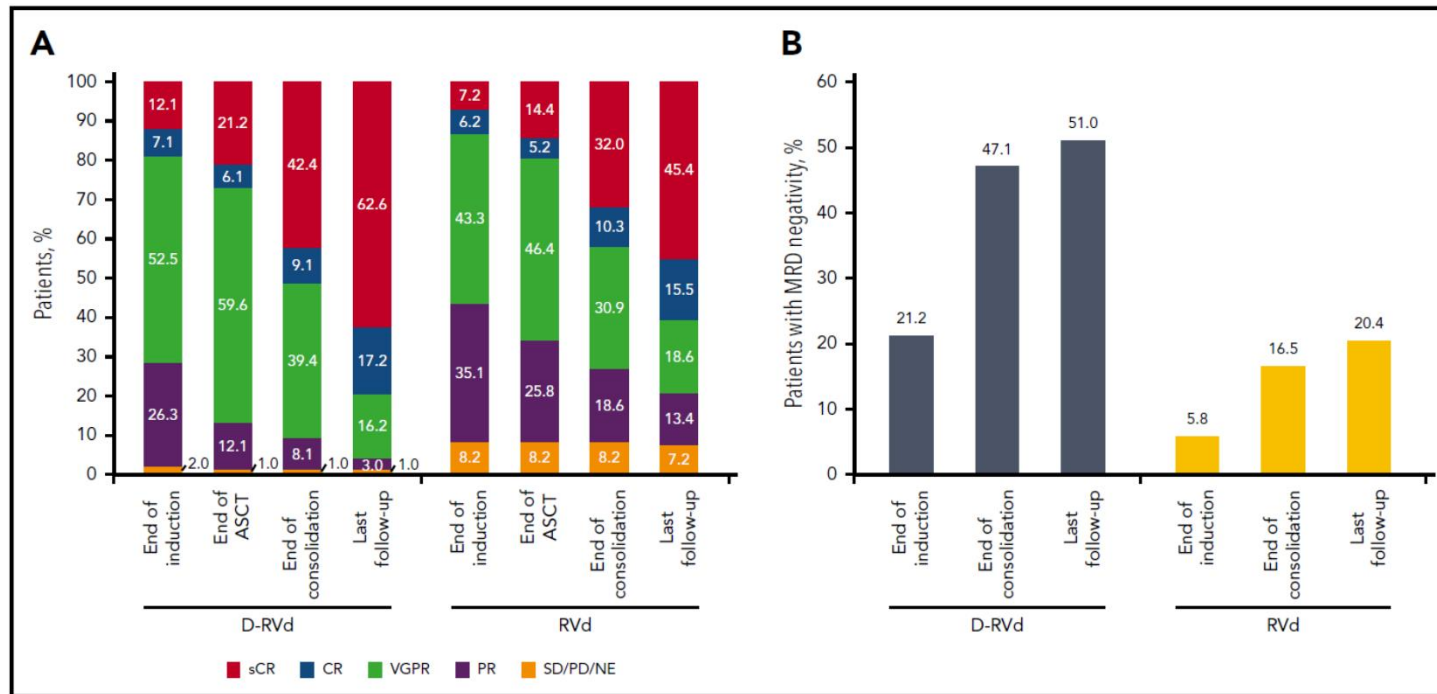 A
Patients, %
100
90
80
70
60
50
40
30
20
10
0
12.1
7.1
52.5
26.3
2.0
21.2
6.1
59.6
12.1
1.0
42.4
9.1
39.4
8.1
1.0
62.6
17.2
16.2
3.0
1.0
7.2
6.2
43.3
35.1
8.2
14.4
5.2
46.4
25.8
8.2
32.0
10.3
30.9
18.6
8.2
45.4
15.5
18.6
13.4
7.2
End of
induction
End of
ASCT
End of
consolidation
Last
follow-up
End of
induction
End of
ASCT
End of
consolidation
Last
follow-up
D-RVd
RVd
sCR
CR
VGPR
PR
SD/PD/NE
B
Patients with MRD negativity, %
60
50
40
30
20
10
0
21.2
47.1
51.0
5.8
16.5
20.4
End of
induction
End of
consolidation
Last
follow-up
End of
induction
End of
consolidation
Last
follow-up
D-RVd
RVd